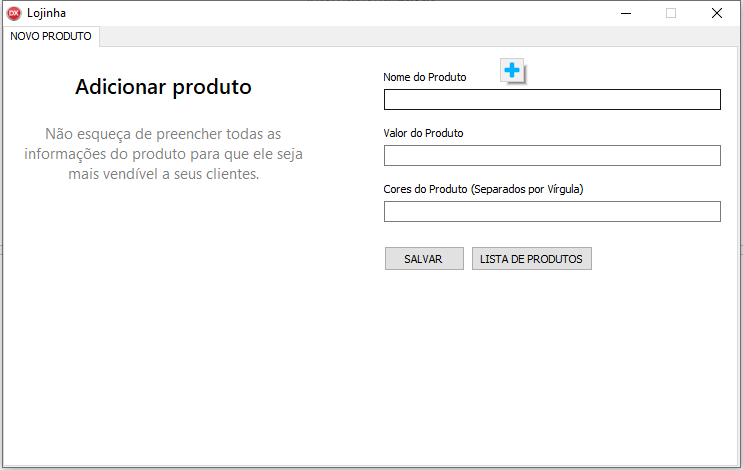 DX Lojinha
NOVO PRODUTO
Adicionar produto
Não esqueça de preencher todas as
informações do produto para que ele seja
mais vendível a seus clientes.
Nome do Produto
Valor do Produto
Cores do Produto (Separados por Vírgula)
SALVAR
LISTA DE PRODUTOS